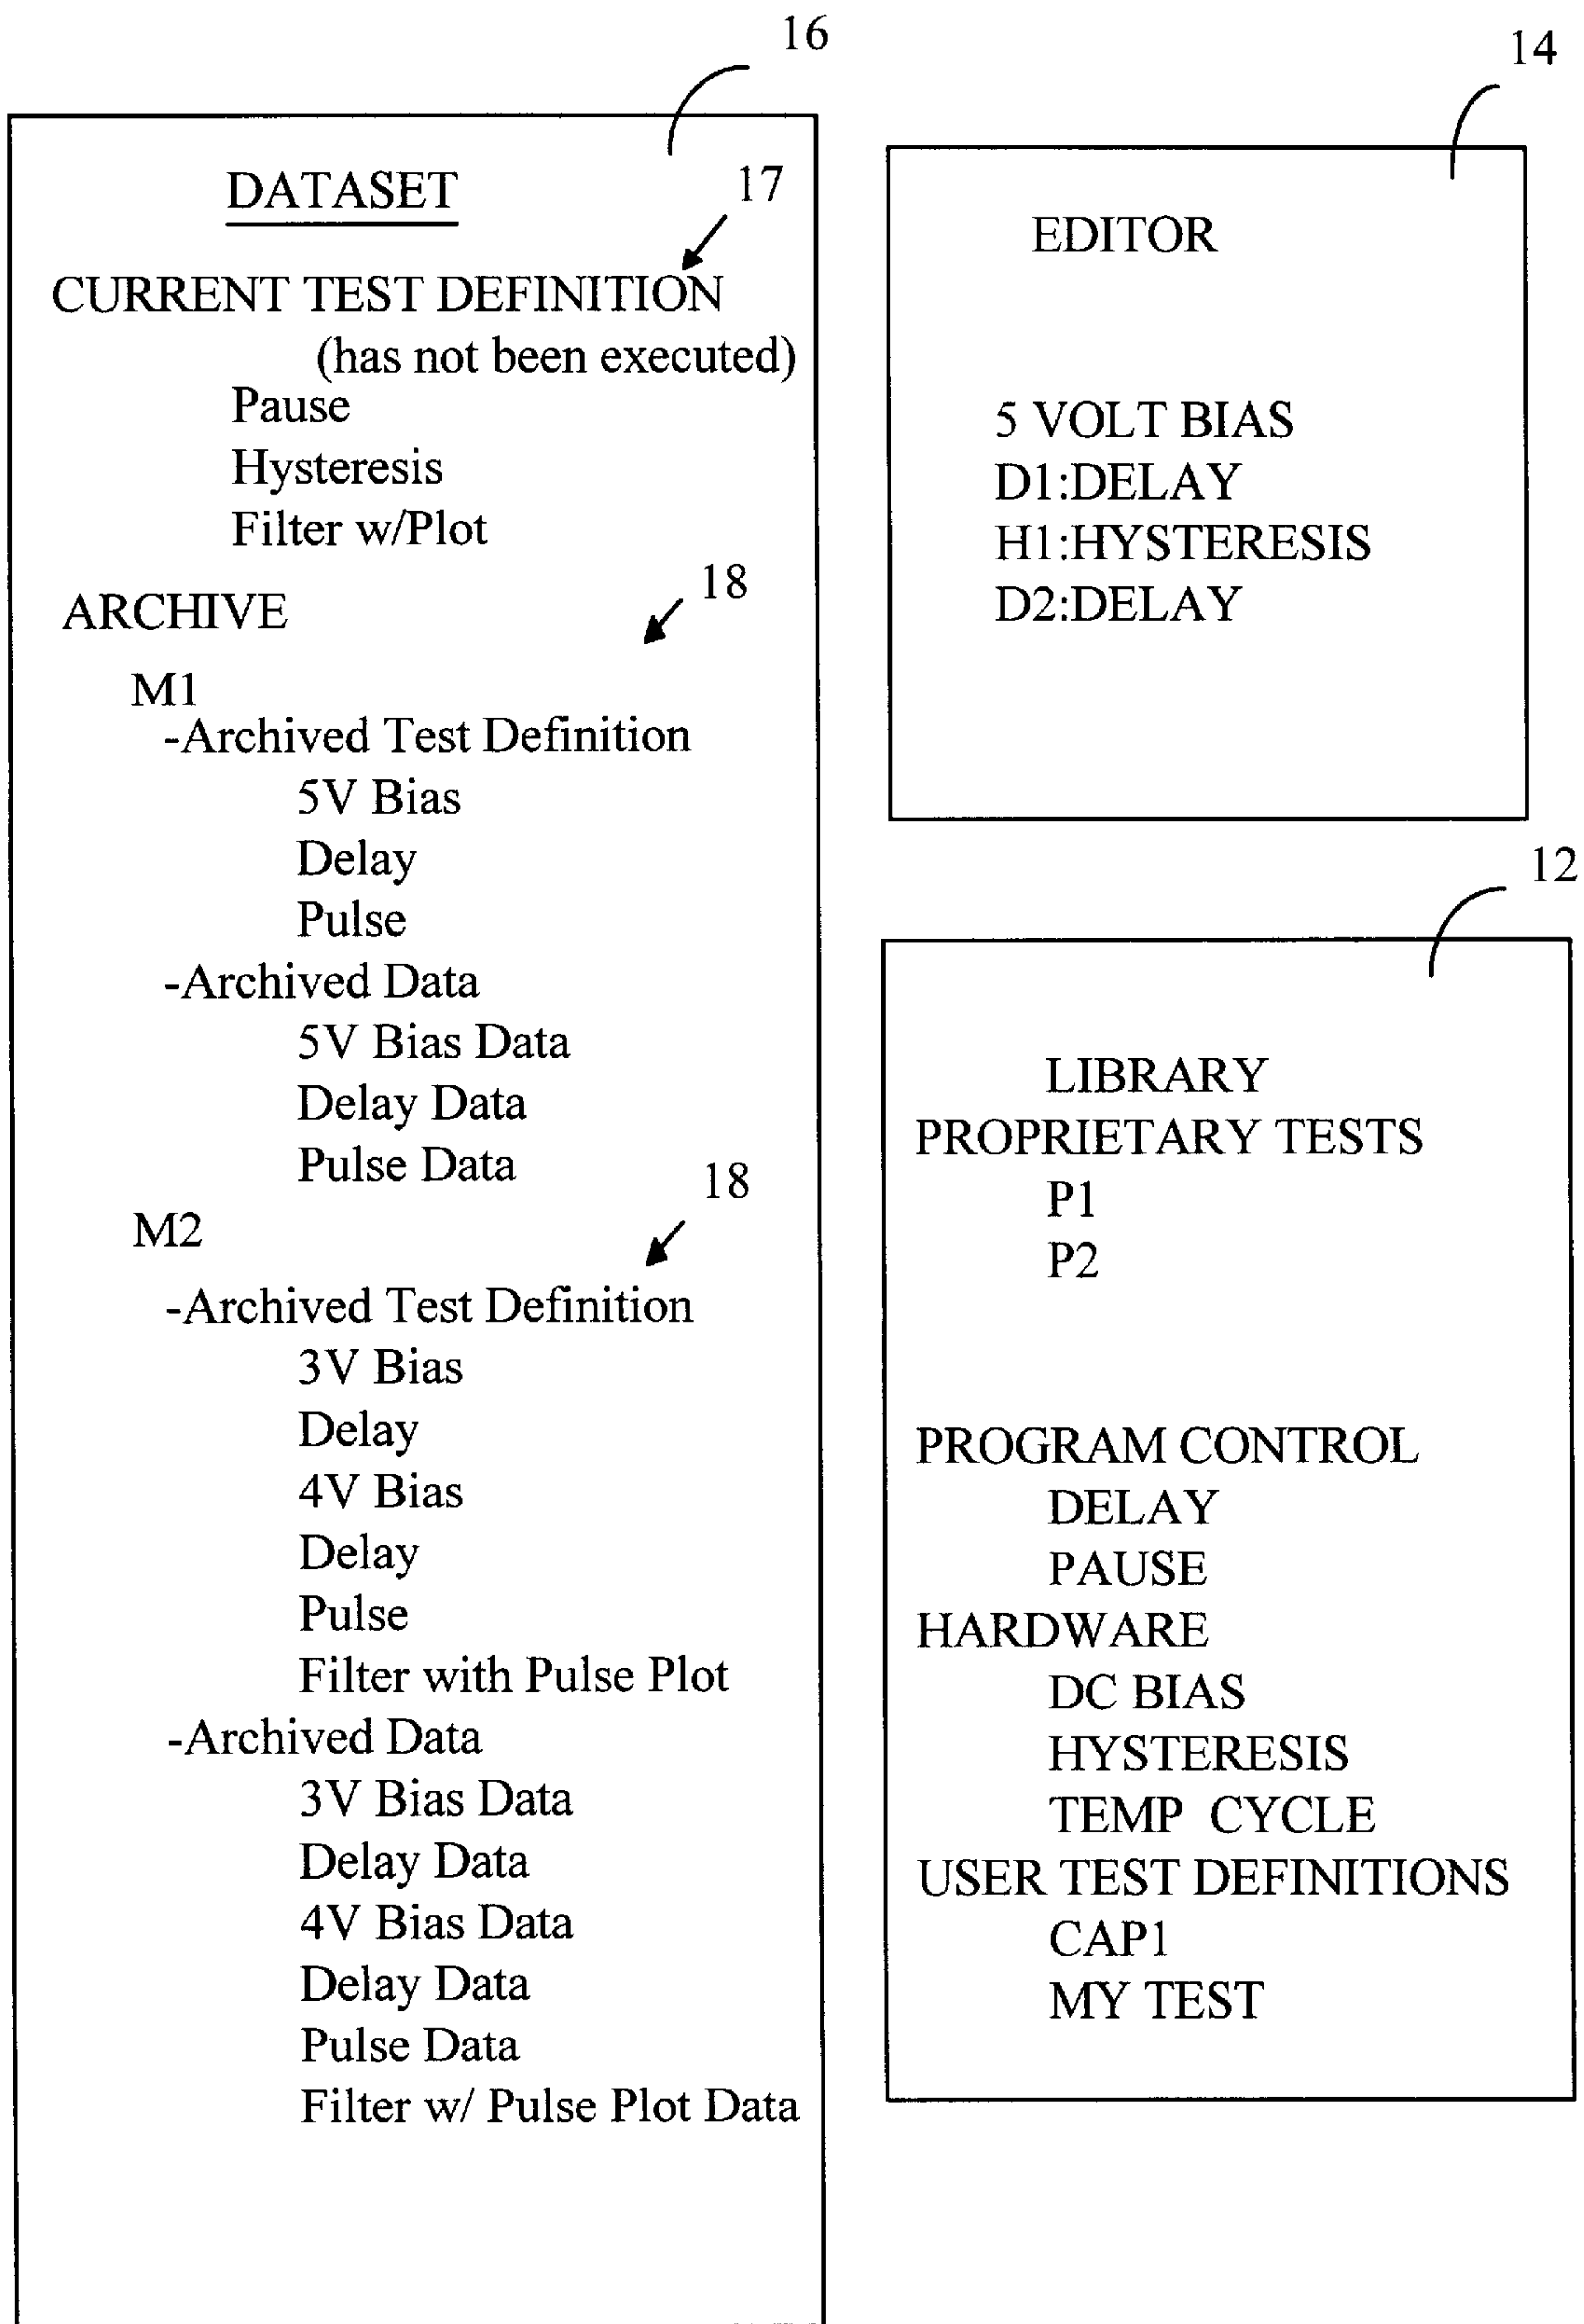 16
DATASET
17
CURRENT TEST DEFINITION
(has not been executed)
Pause
Hysteresis
Filter w/Plot
18
ARCHIVE
M1
-Archived Test Definition
5V Bias
Delay
Pulse
-Archived Data
5V Bias Data
Delay Data
Pulse Data
18
M2
-Archived Test Definition
3V Bias
Delay
4V Bias
Delay
Pulse
Filter with Pulse Plot
-Archived Data
3V Bias Data
Delay Data
4V Bias Data
Delay Data
Pulse Data
Filter w/ Pulse Plot Data
14
EDITOR
5 VOLT BIAS
D1:DELAY
H1:HYSTERESIS
D2:DELAY
12
LIBRARY
PROPRIETARY TESTS
P1
P2
PROGRAM CONTROL
DELAY
PAUSE
HARDWARE
DC BIAS
HYSTERESIS
TEMP CYCLE
USER TEST DEFINITIONS
CAP1
MY TEST